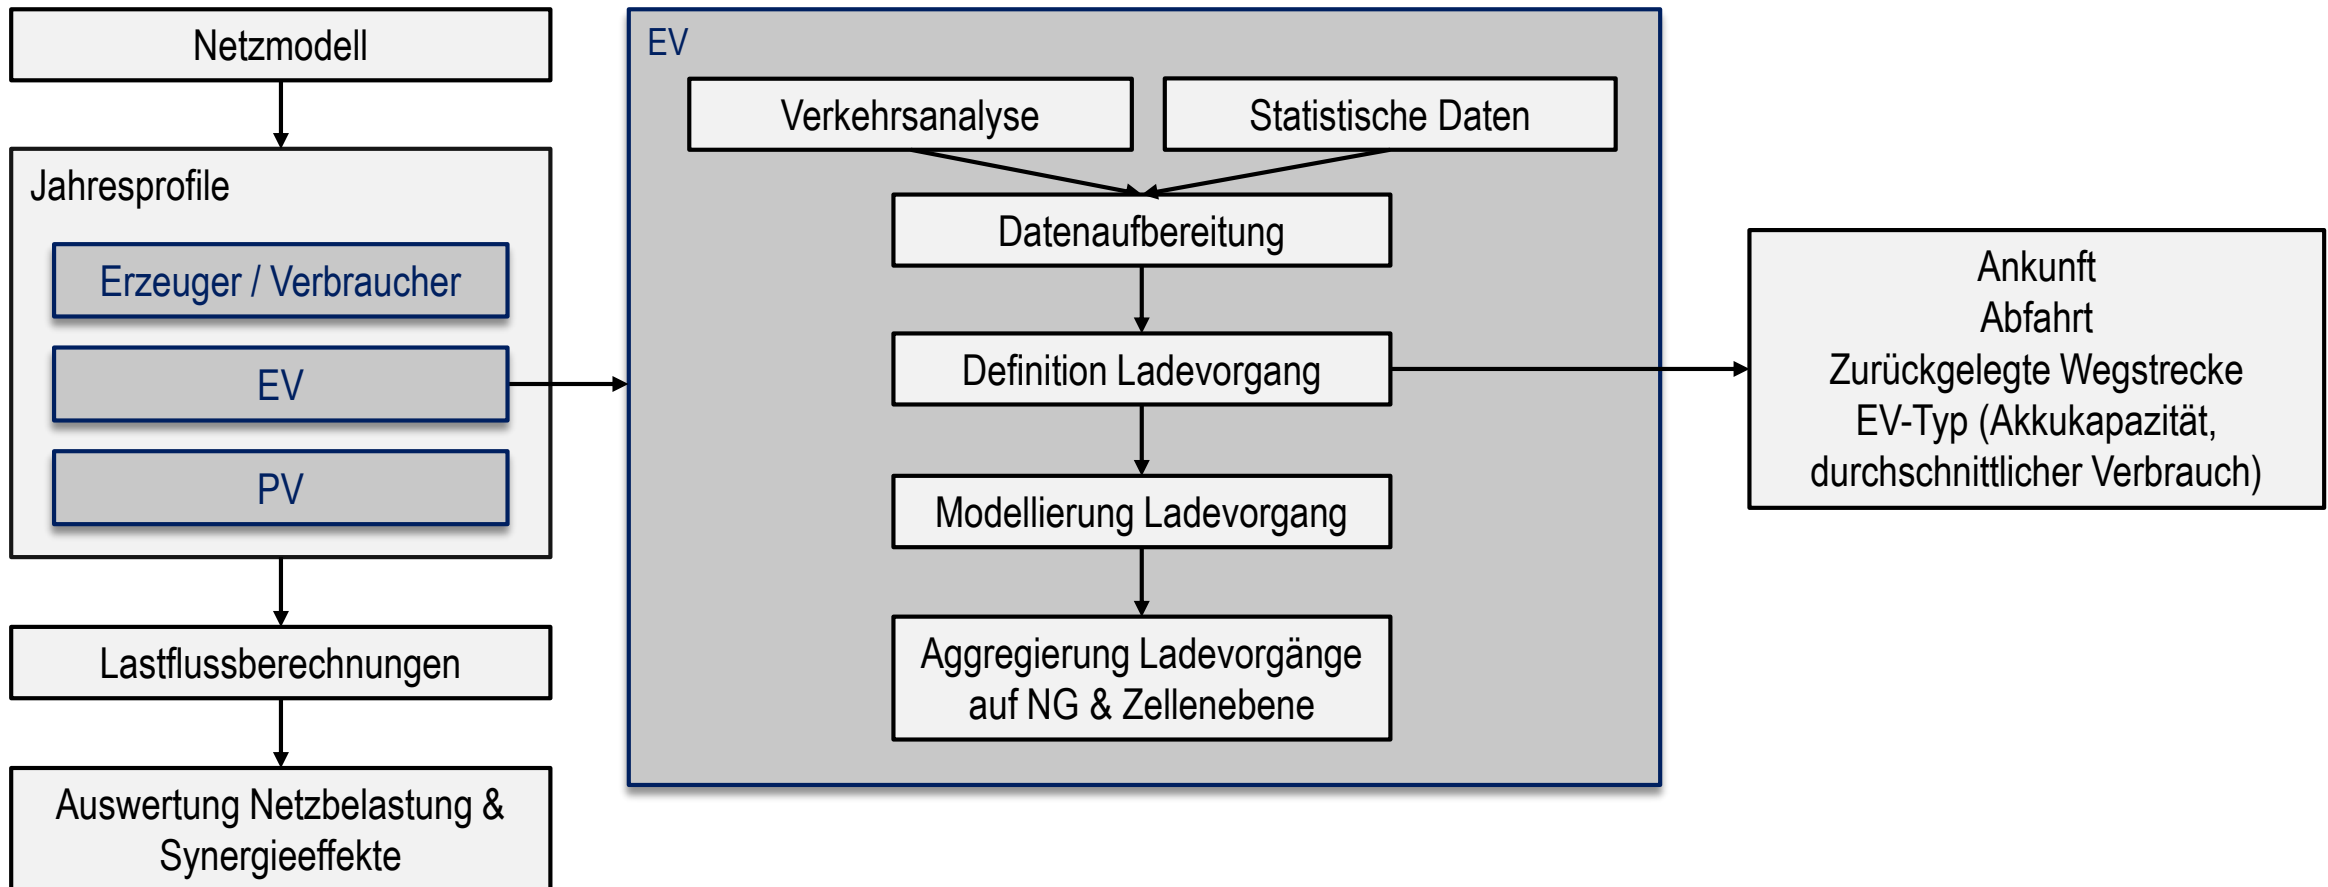 Netzmodell
Jahresprofile
Erzeuger / Verbraucher
EV
PV
Lastflussberechnungen
Auswertung Netzbelastung &
Synergieeffekte
EV
Verkehrsanalyse
Statistische Daten
Datenaufbereitung
Definition Ladevorgang
Modellierung Ladevorgang
Aggregierung Ladevorgänge
auf NG & Zellenebene
Ankunft
Abfahrt
Zurückgelegte Wegstrecke
EV-Typ (Akkukapazität,
durchschnittlicher Verbrauch)